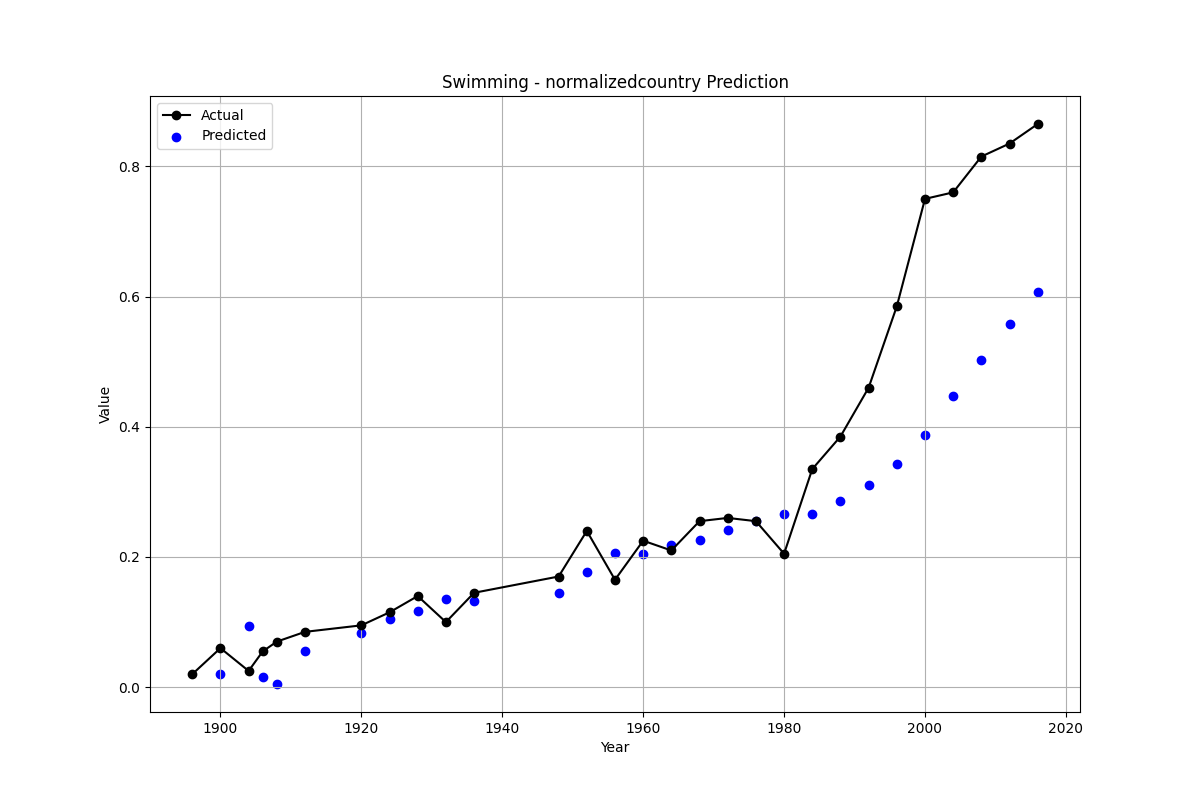 Swimming - normalizedcountry Prediction
Actual
Predicted
0.8
0.6
0.4
0.2
0.0
Value
1900 1920 1940 1960 1980 2000 2020
Year